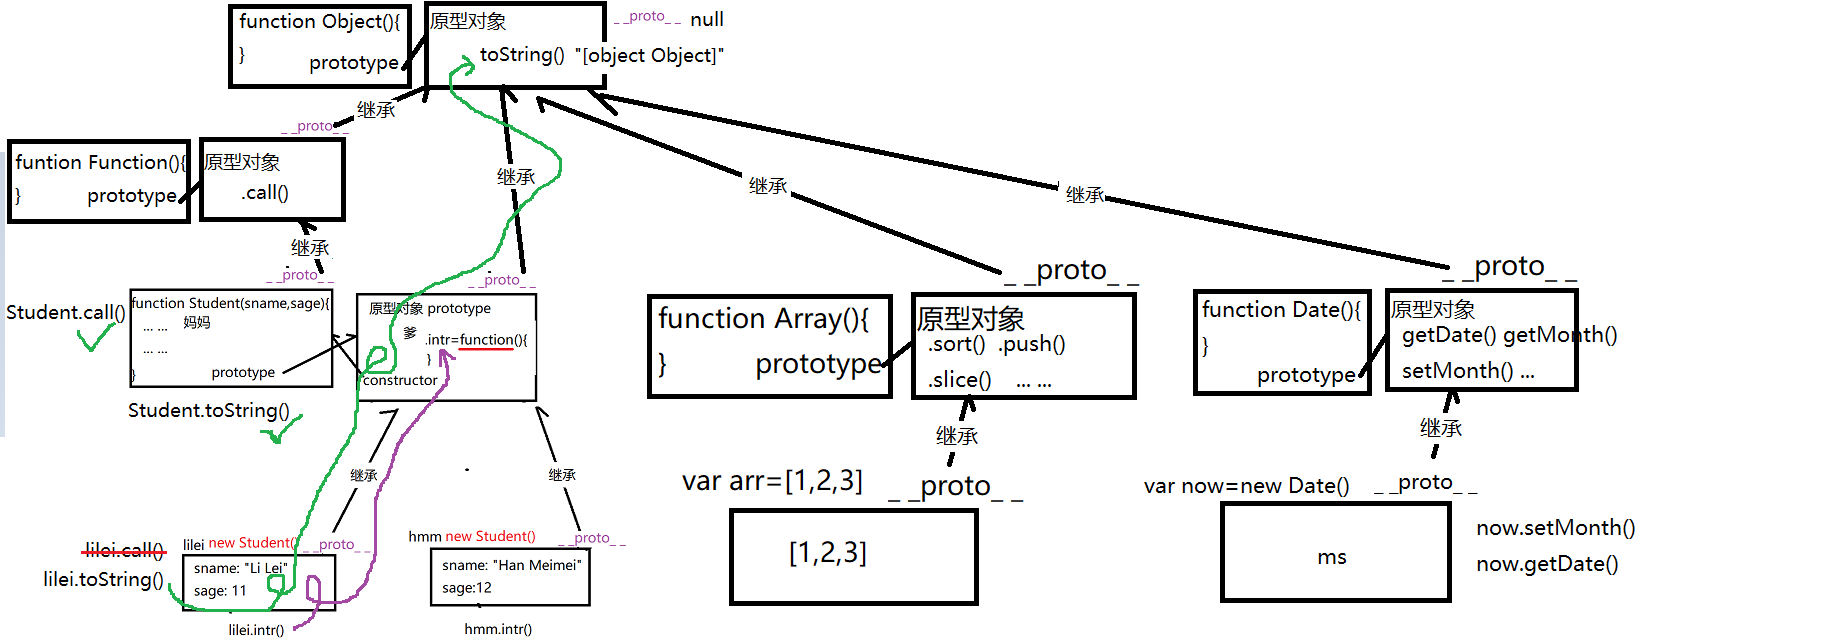 function Object(){
}
prototype
原型对象
toString() "[object Object]"
_ _proto_ _ null
继承
_ _proto_ _
funtion Function(){
}
prototype
原型对象
.call()
继承
_ _proto_ _
继承
_ _proto_ _
继承
继承
Student.call()
function Student(sname,sage){
... ... 妈妈
... ...
}
prototype
Student.toString()
原型对象 prototype
爹
.intr=function(){
}
constructor
继承
继承
lilei.call()
lilei.toString()
lilei new Student()
_ _proto_ _
sname: "Li Lei"
sage: 11
lilei.intr()
hmm new Student()
_ _proto_ _
sname: "Han Meimei"
sage:12
hmm.intr()
_ _proto_ _
function Array(){
}
prototype
原型对象
.sort() .push()
.slice() ... ...
继承
var arr=[1,2,3]
_ _proto_ _
[1,2,3]
_ _proto_ _
function Date(){
}
prototype
原型对象
getDate() getMonth()
setMonth() ...
继承
var now=new Date()
_ _proto_ _
ms
now.setMonth()
now.getDate()